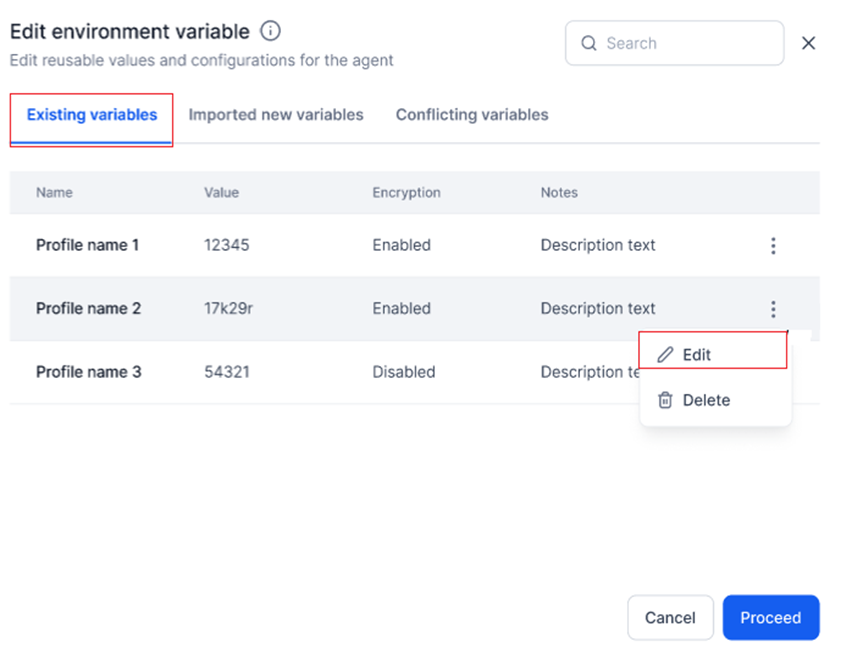 Edit environment variable
Edit reusable values and configurations for the agent
Search
Existing variables Imported new variables Conflicting variables
Name Value Encryption Notes
Profile name 1 12345 Enabled Description text
Profile name 2 17k29r Enabled Description text
Edit
Profile name 3 54321 Disabled Description te
Delete
Cancel Proceed